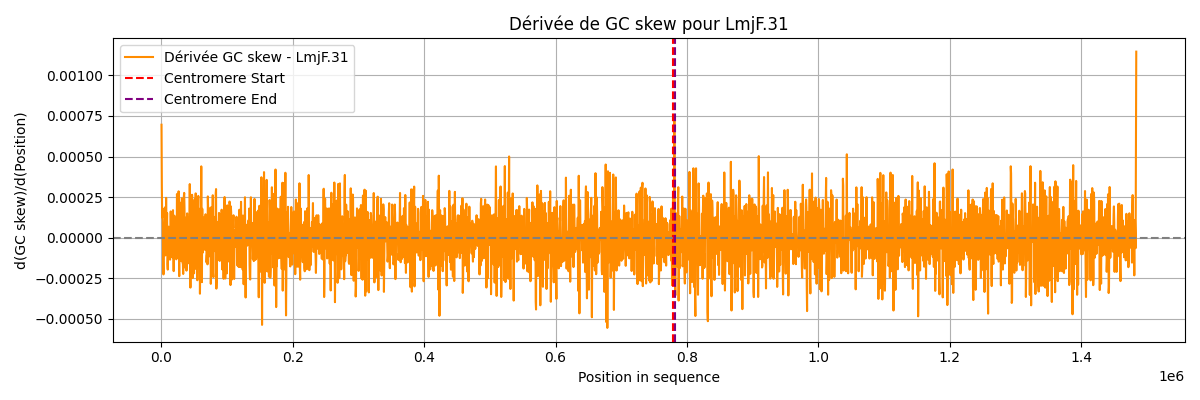 Dérivée de GC skew pour LmjF.31
Dérivée GC skew - LmjF.31
Centromere Start
Centromere End
d(GC skew)/d(Position)
0.00100
0.00075
0.00050
0.00025
0.00000
−0.00025
−0.00050
0.0 0.2 0.4 0.6 0.8 1.0 1.2 1.4
1e6
Position in sequence